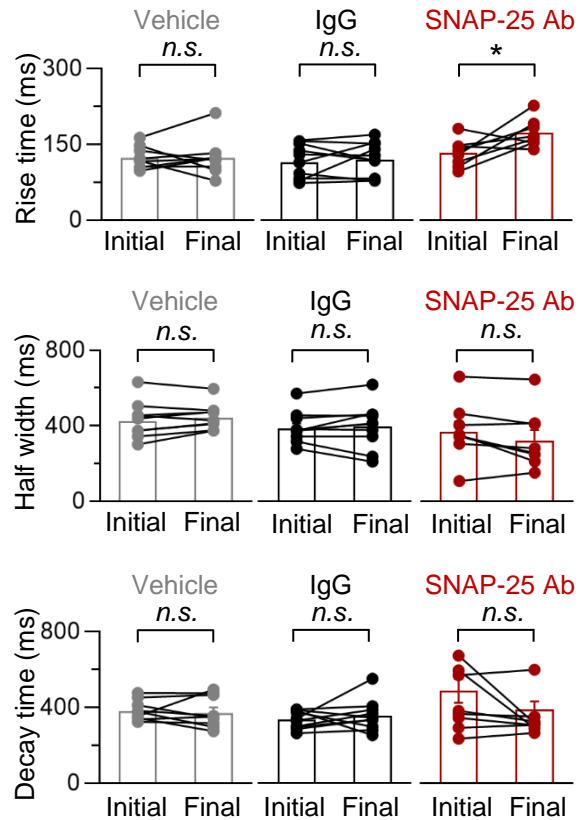 Vehicle IgG SNAP-25 Ab
n.s. n.s. *
Rise time (ms)
300
150
0
Initial Final Initial Final Initial Final
Vehicle IgG SNAP-25 Ab
n.s. n.s. n.s.
Half width (ms)
800
400
0
Initial Final Initial Final Initial Final
Vehicle IgG SNAP-25 Ab
n.s. n.s. n.s.
Decay time (ms)
800
400
0
Initial Final Initial Final Initial Final